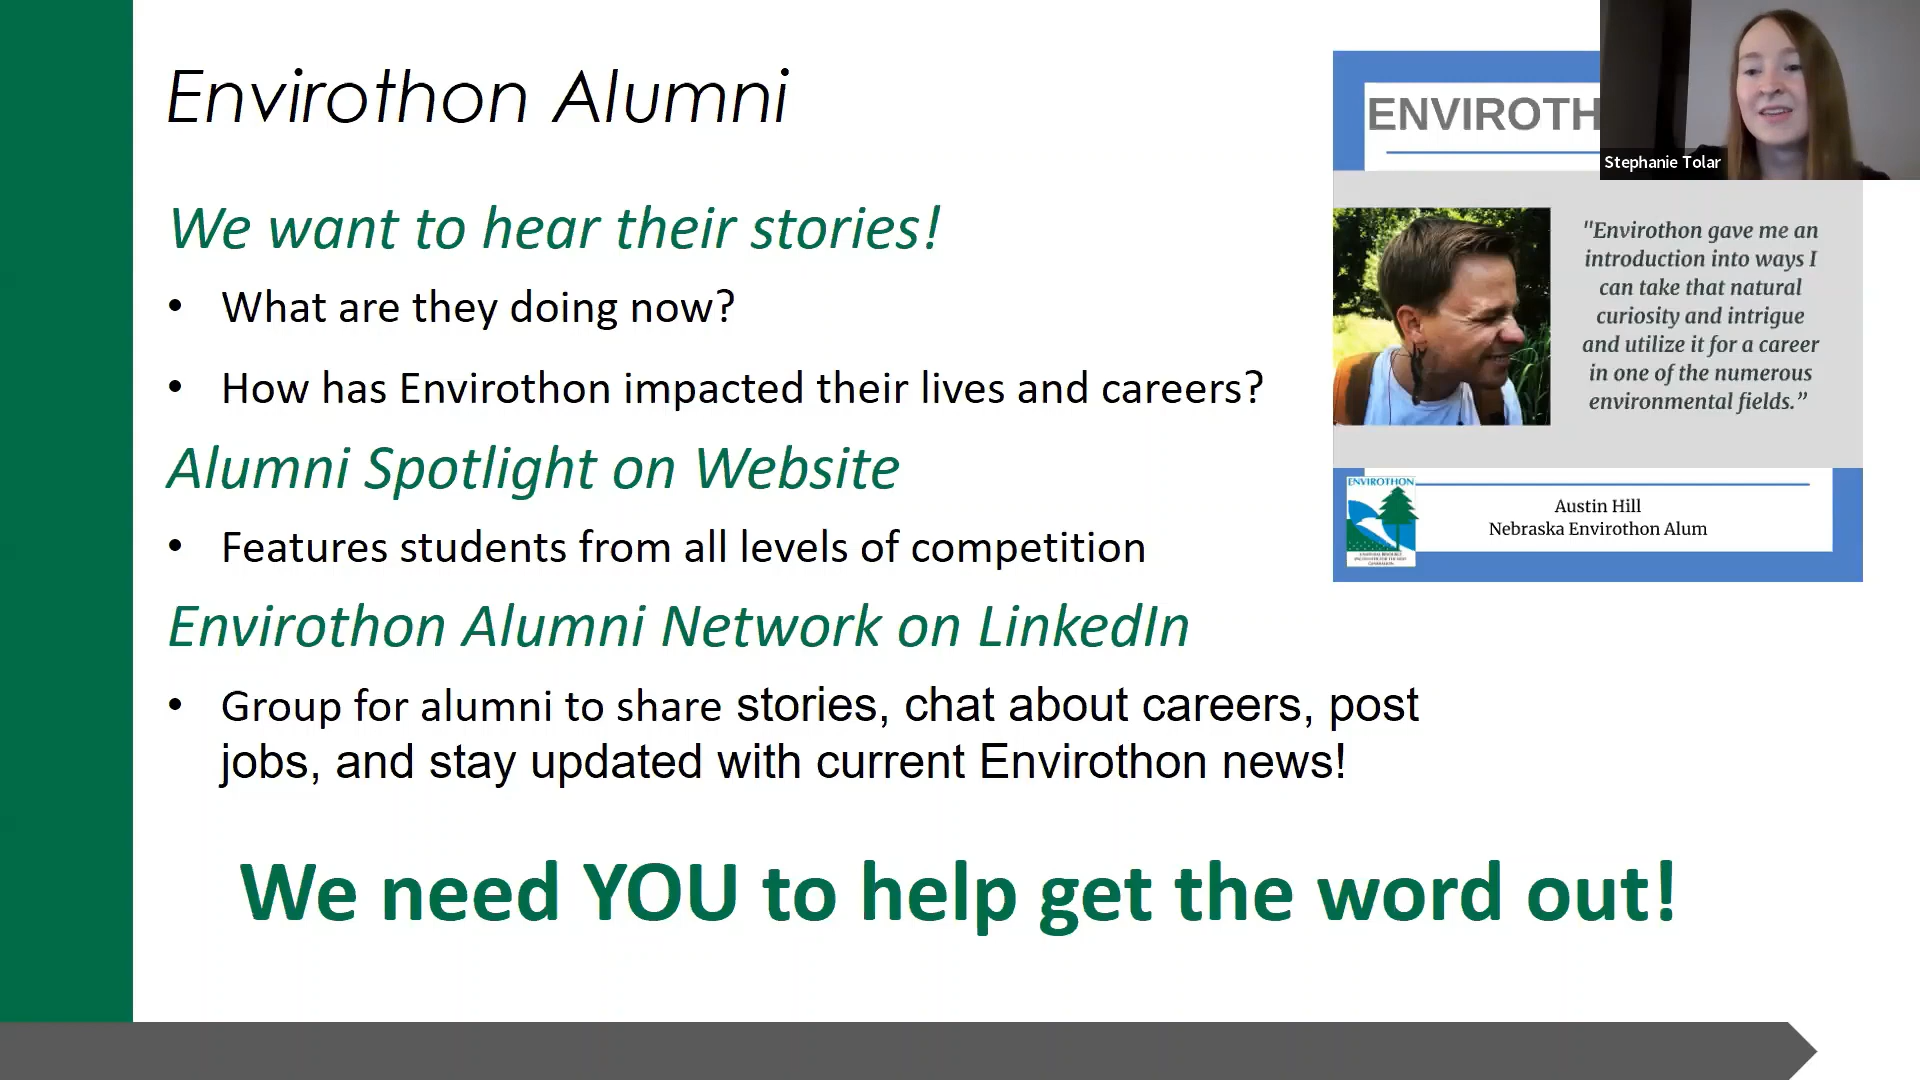 Envirothon Alumni
We want to hear their stories!
• What are they doing now?
• How has Envirothon impacted their lives and careers?
Alumni Spotlight on Website
• Features students from all levels of competition
Envirothon Alumni Network on LinkedIn
• Group for alumni to share stories, chat about careers, post
jobs, and stay updated with current Envirothon news!
We need YOU to help get the word out!
ENVIROTH
Stephanie Tolar
"Envirothon gave me an
introduction into ways I
can take that natural
curiosity and intrigue
and utilize it for a career
in one of the numerous
environmental fields.”
ENVIROTHON
Austin Hill
Nebraska Envirothon Alum